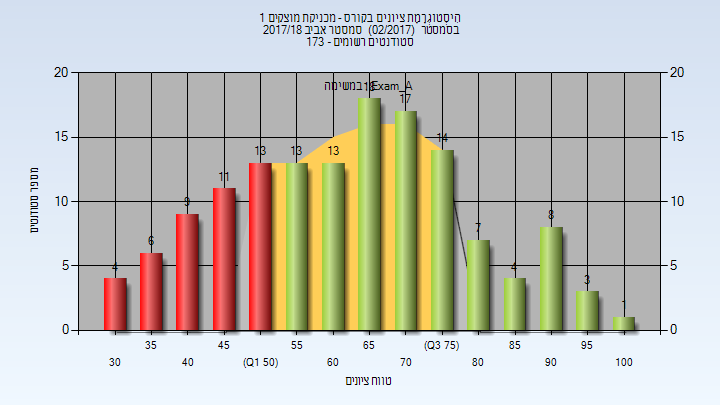 היסטוגרמת ציונים בקורס - מכניקת מוצקים 1
בסמסטר (02/2017) סמסטר אביב 2017/18
סטודנטים רשומים - 173
במשימה: Exam_A
מספר סטודנטים
20 15 10 5 0
4 6 9 11 13 13 13 18 17 14 7 4 8 3 1
20 15 10 5 0
35 45 55 65 (Q3 75) 85 95
30 40 (Q1 50) 60 70 80 90 100
טווח ציונים